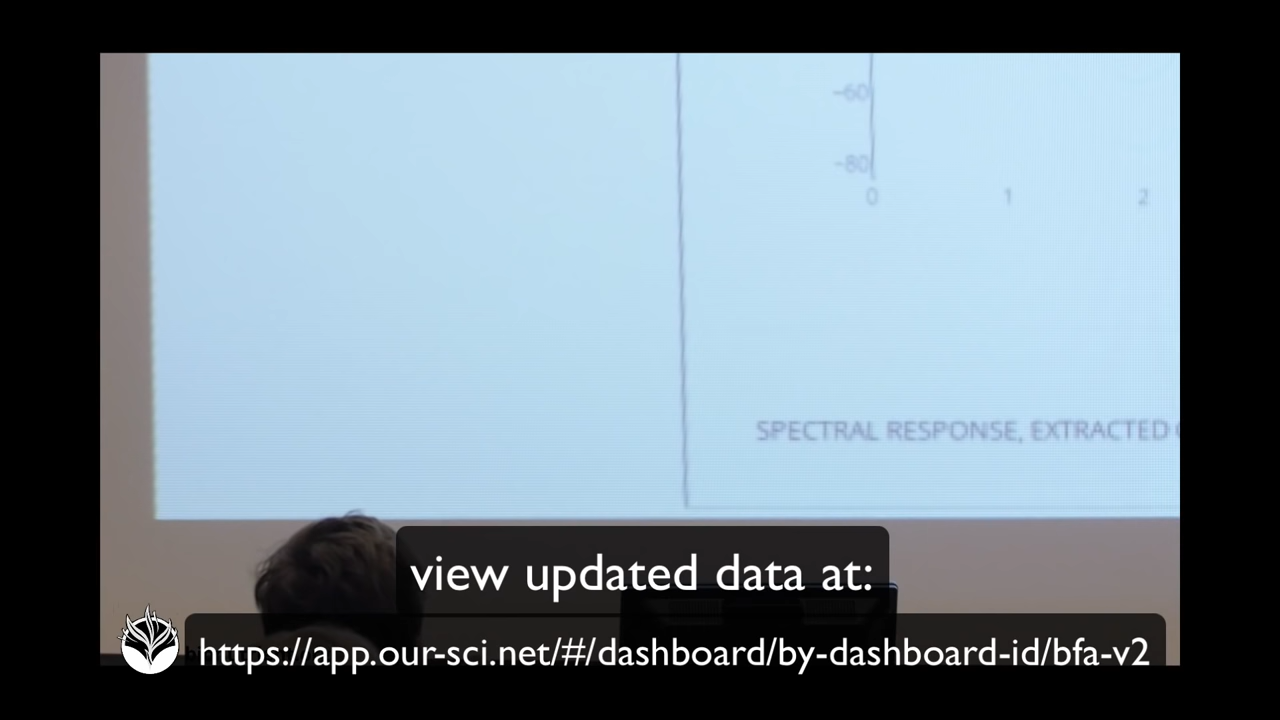 -60
-80
0 1 2
SPECTRAL RESPONSE, EXTRACTED
view updated data at:
https://app.our-sci.net/#/dashboard/by-dashboard-id/bfa-v2